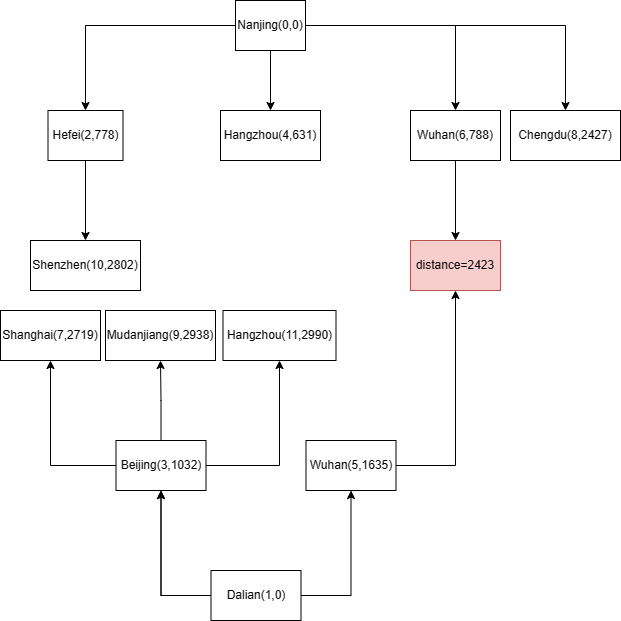 Nanjing(0,0)
Hefei(2,778)
Hangzhou(4,631)
Wuhan(6,788)
Chengdu(8,2427)
Shenzhen(10,2802)
distance=2423
Shanghai(7,2719)
Mudanjiang(9,2938)
Hangzhou(11,2990)
Beijing(3,1032)
Wuhan(5,1635)
Dalian(1,0)